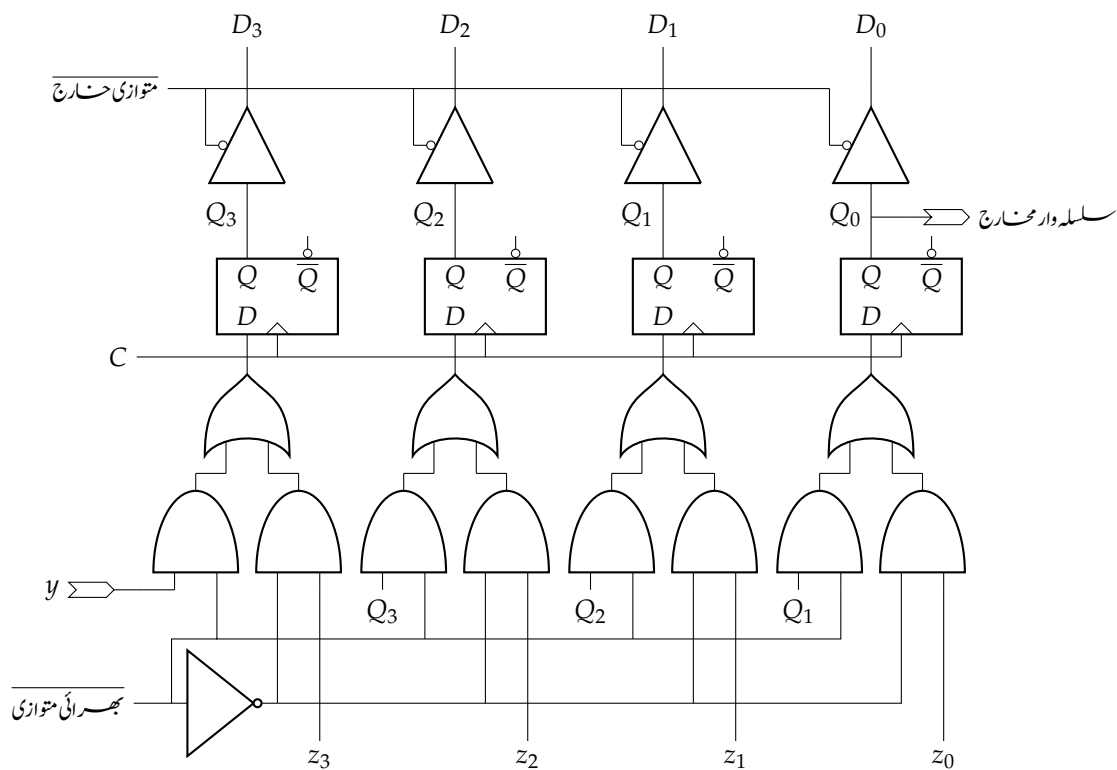 D₃ D₂ D₁ D₀
متوازی خارج
Q₃ Q₂ Q₁ Q₀ سلسلہ وار مخارج
Q Q̅ Q Q̅ Q Q̅ Q Q̅
D D D D
C
y
Q₃ Q₂ Q₁
بھرائی متوازی
z₃ z₂ z₁ z₀